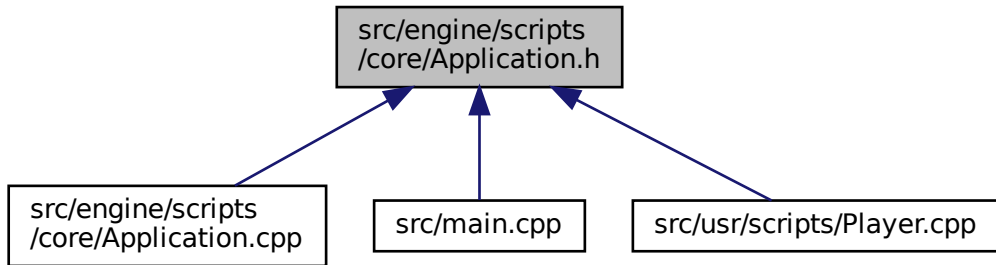 src/engine/scripts
/core/Application.h
src/engine/scripts
/core/Application.cpp
src/main.cpp
src/usr/scripts/Player.cpp